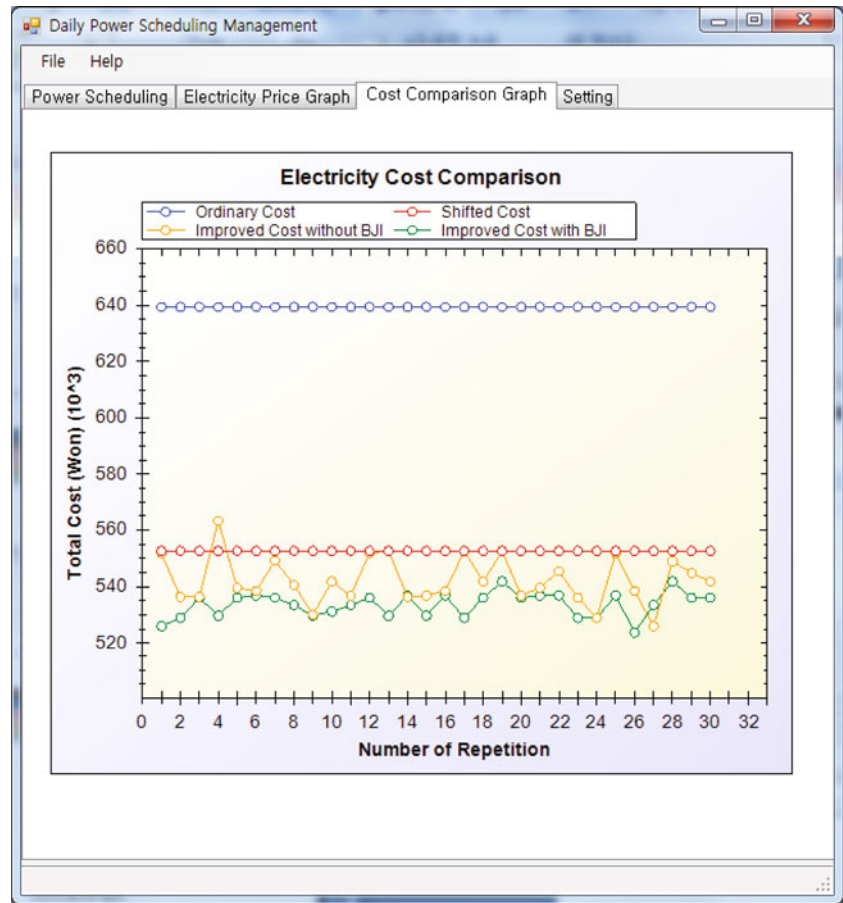 Daily Power Scheduling Management
File Help
Power Scheduling Electricity Price Graph Cost Comparison Graph Setting
Electricity Cost Comparison
Ordinary Cost Shifted Cost
Improved Cost without BJI Improved Cost with BJI
660
640
620
600
580
560
540
520
Total Cost (Won) (10^3)
0 2 4 6 8 10 12 14 16 18 20 22 24 26 28 30 32
Number of Repetition